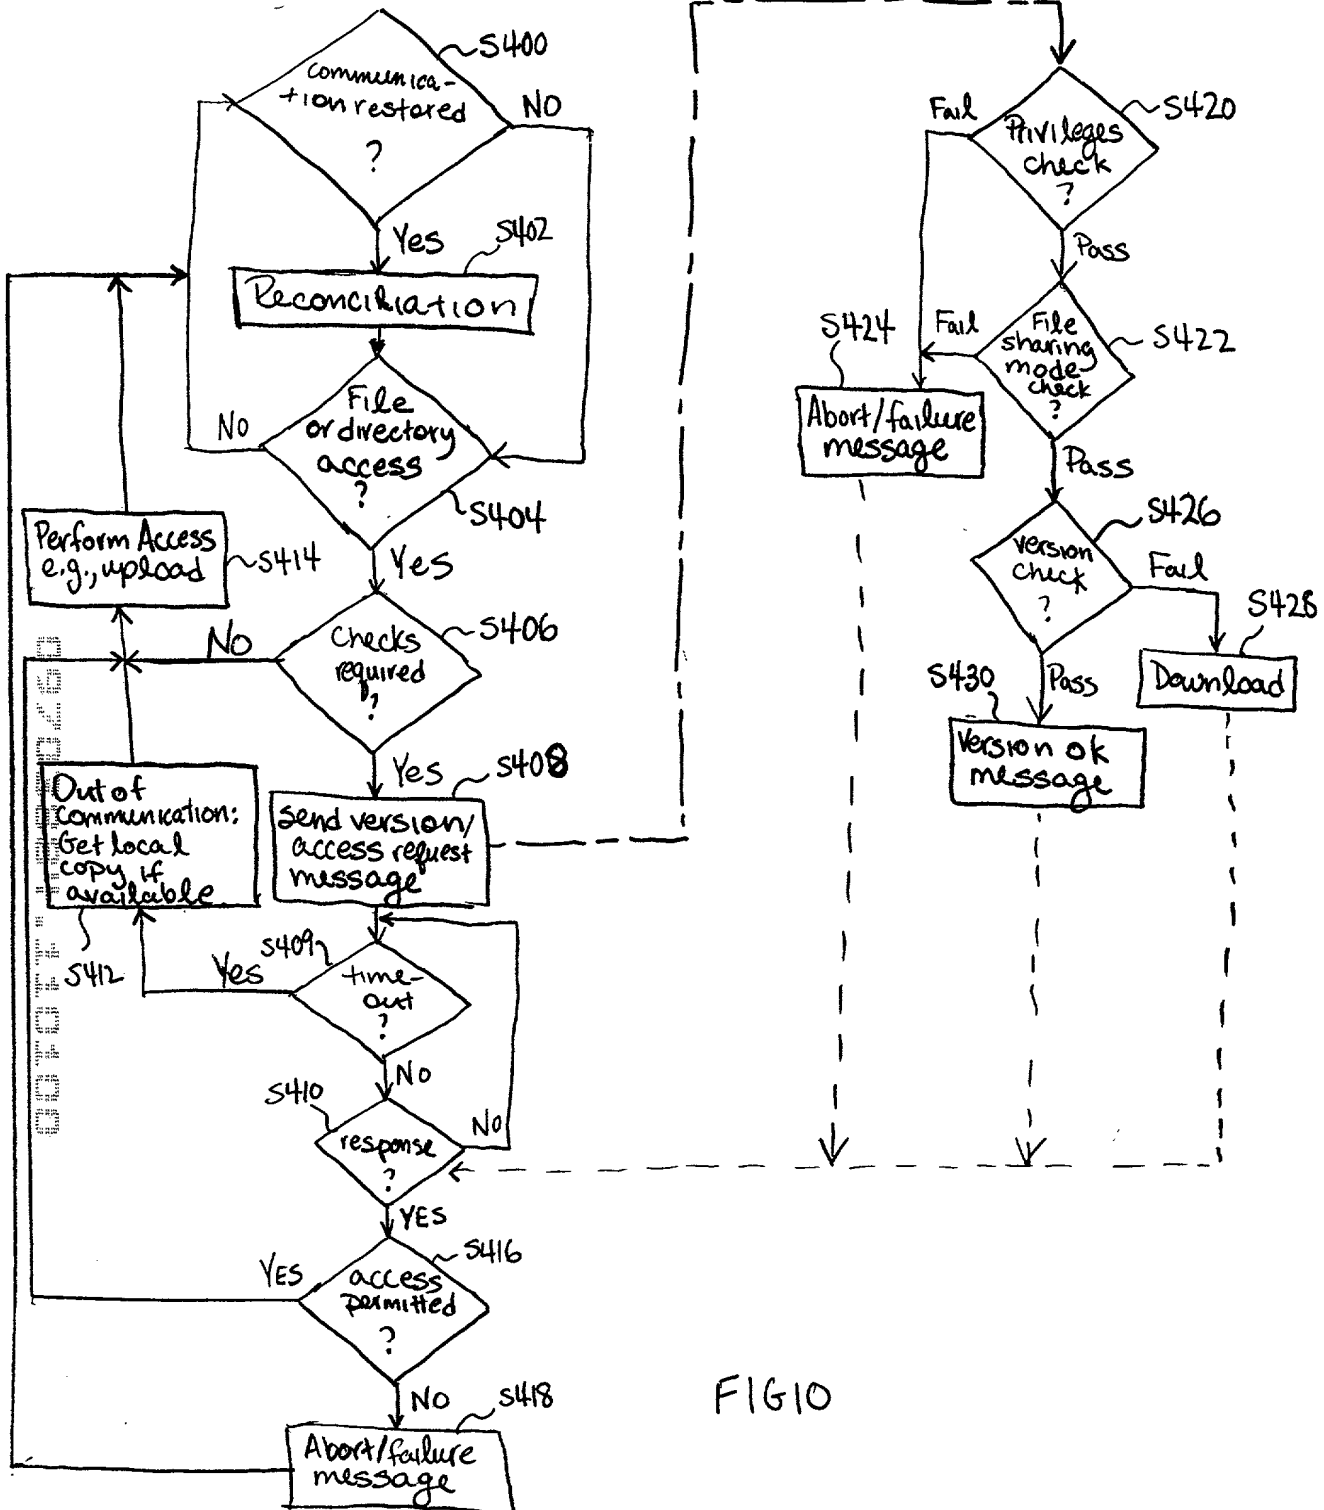 S400
communica-
tion restored
?
NO
Yes
S402
Reconciliation
File
or directory
access
?
No
S404
Yes
Perform Access
e.g., upload
S414
Checks
required
?
S406
No
Yes
S408
Send version/
access request
message
Out of
communication:
Get local
copy if
available
S412
S409
time-
out
?
Yes
No
S410
response
?
No
YES
S416
access
permitted
?
YES
NO
S418
Abort/failure
message
S420
Privileges
check
?
Fail
Pass
S422
File
sharing
mode
check
?
Fail
S424
Abort/failure
message
Pass
S426
version
check
?
Fail
S428
Download
Pass
S430
Version ok
message
FIG10